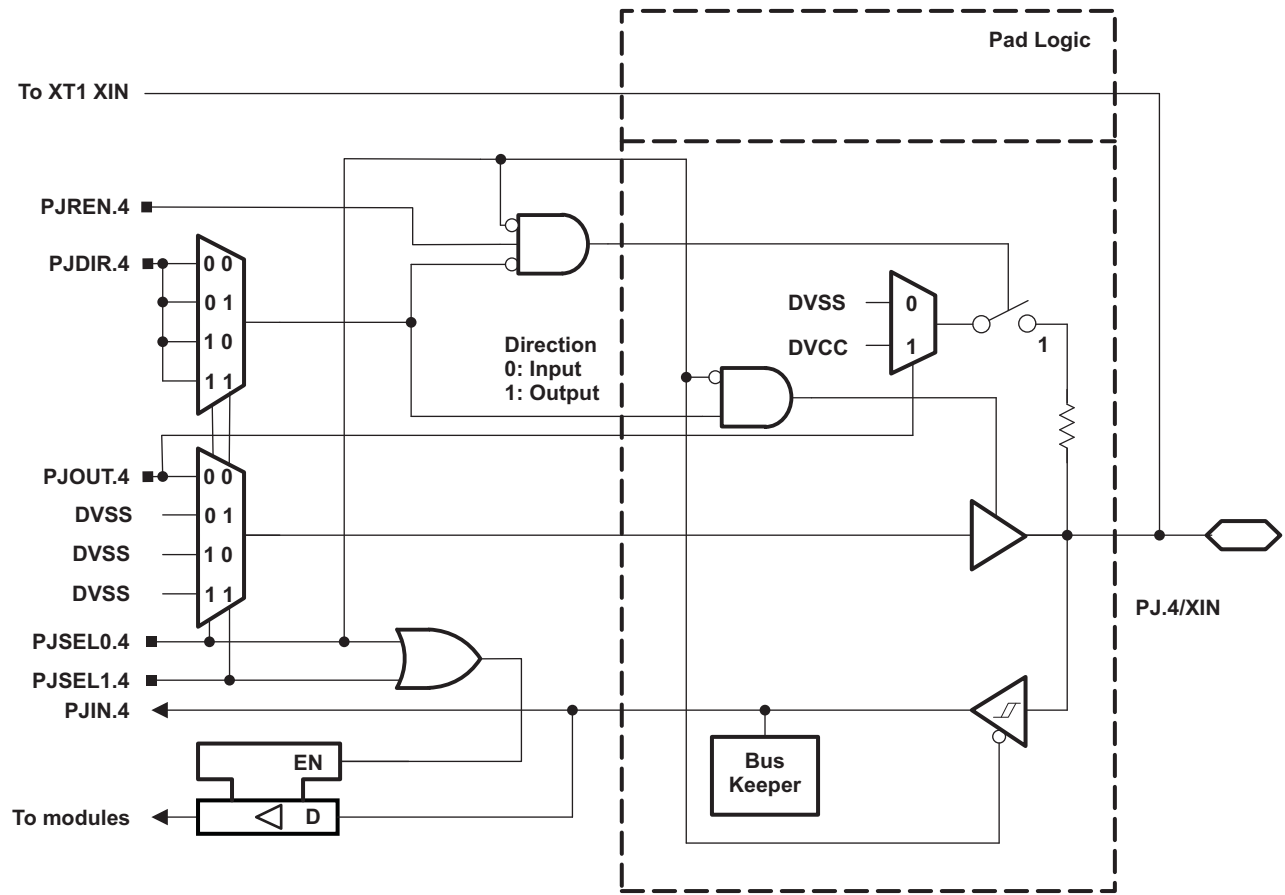 Pad Logic
To XT1 XIN
PJREN.4
PJDIR.4
0 0
0 1
1 0
1 1
Direction
0: Input
1: Output
DVSS
0
DVCC
1
1
PJOUT.4
0 0
DVSS
0 1
DVSS
1 0
DVSS
1 1
PJ.4/XIN
PJSEL0.4
PJSEL1.4
PJIN.4
Bus
Keeper
EN
To modules
D